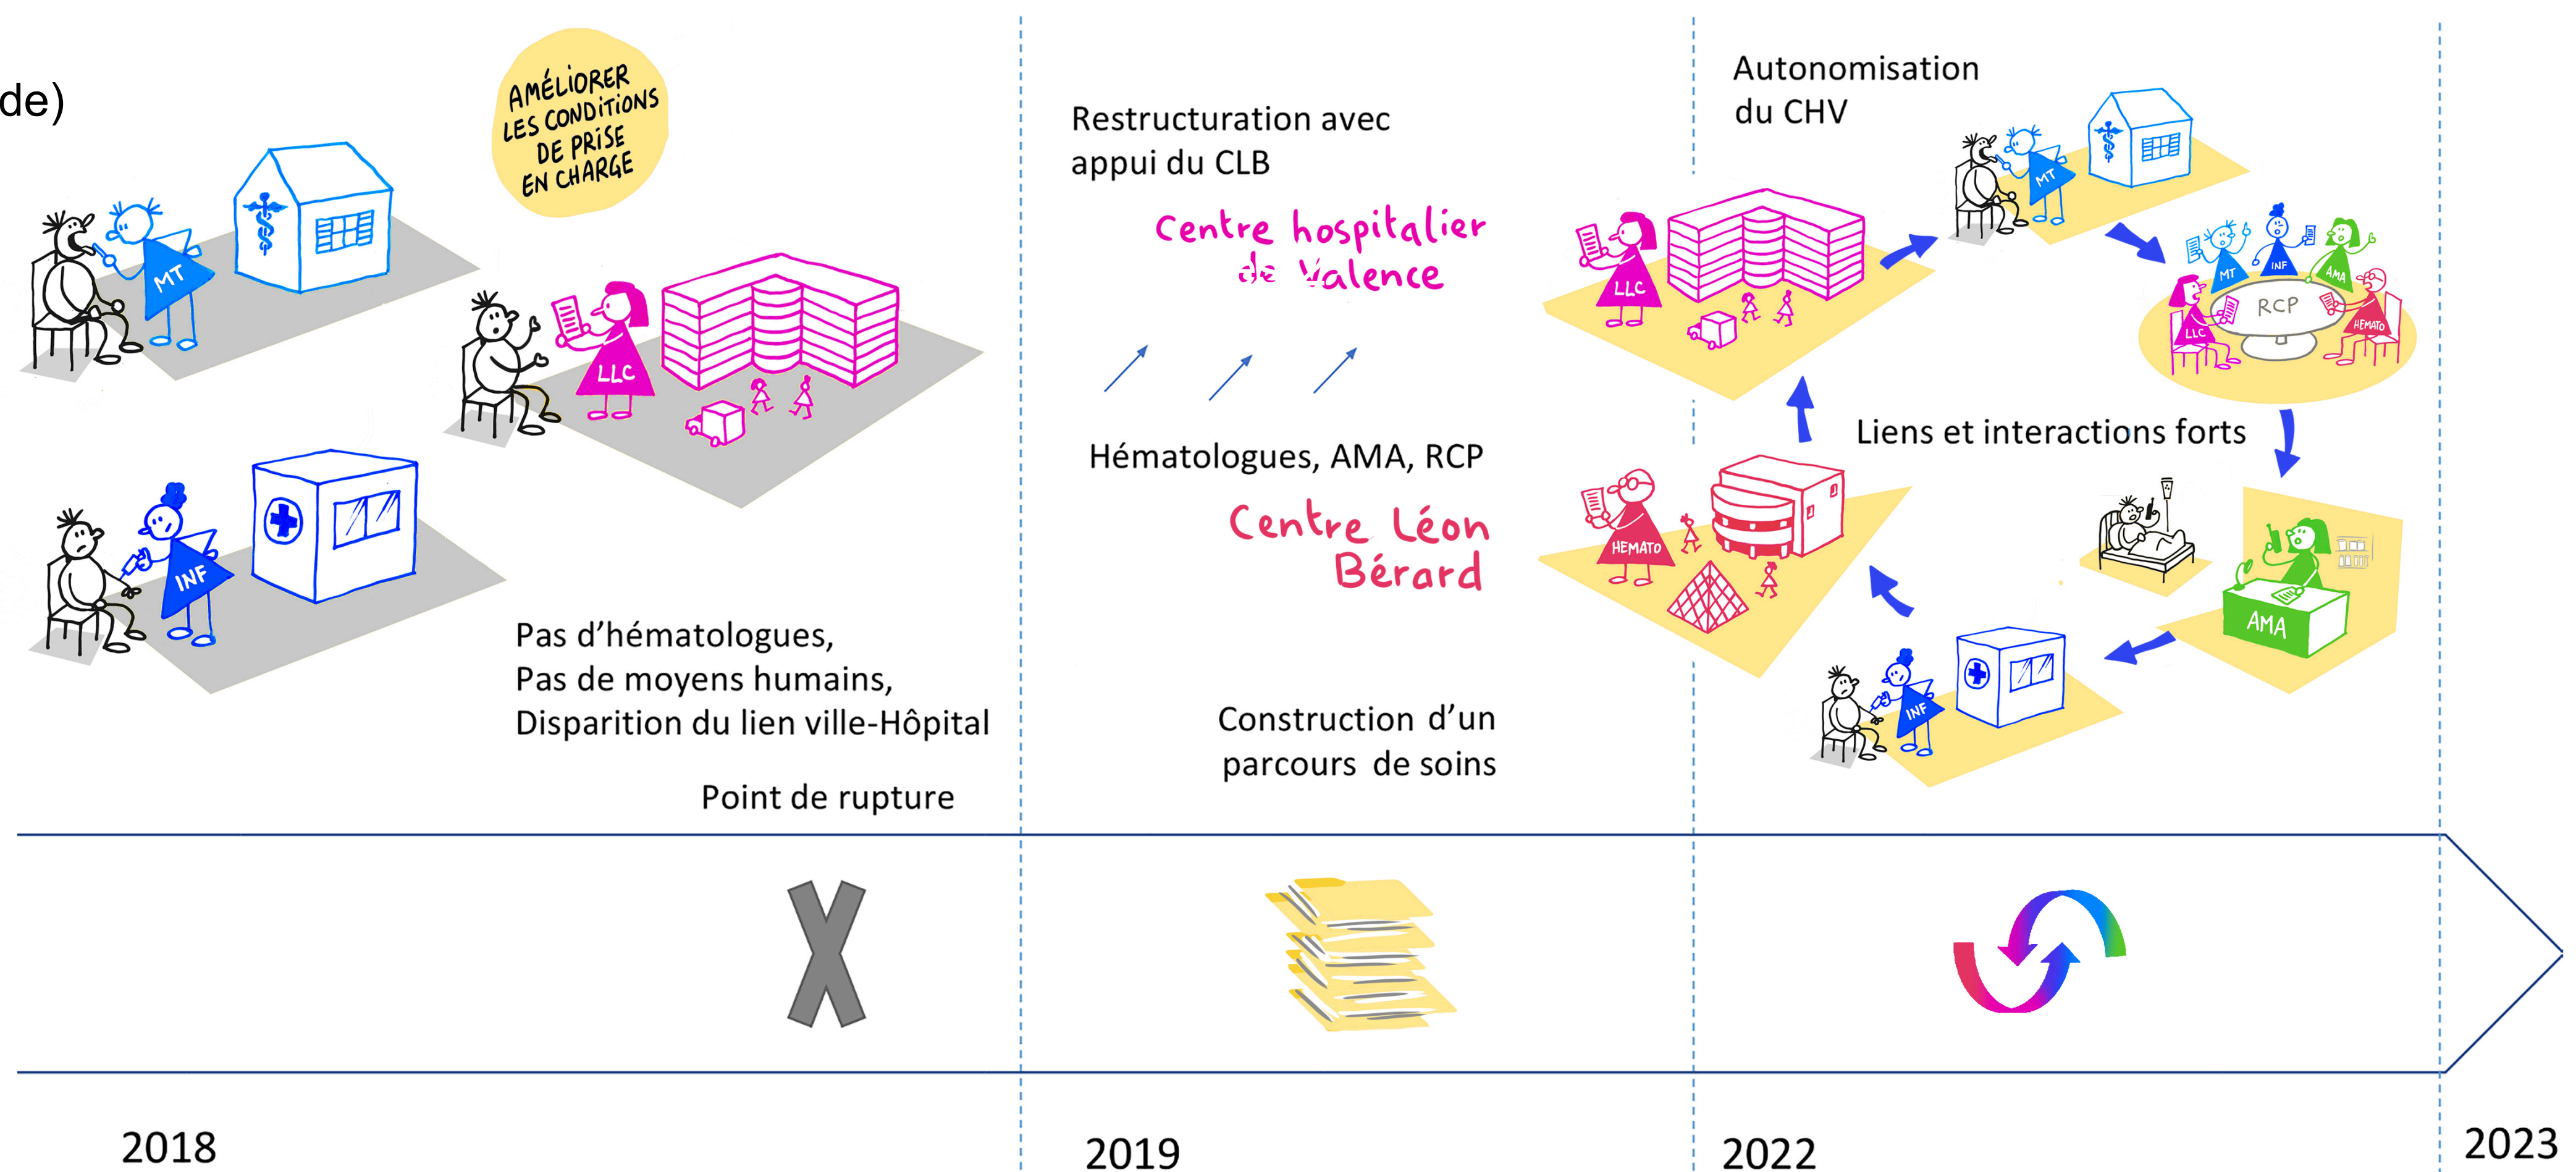 de)
AMÉLIORER
LES CONDITIONS
DE PRISE
EN CHARGE
MT
LLC
INF
Pas d’hématologues,
Pas de moyens humains,
Disparition du lien ville-Hôpital
Point de rupture
Restructuration avec
appui du CLB
Centre hospitalier
de Valence
Hématologues, AMA, RCP
Centre Léon
Bérard
Construction d’un
parcours de soins
Autonomisation
du CHV
LLC
MT
MT
INF
AMA
LLC
RCP
HEMATO
Liens et interactions forts
HEMATO
AMA
INF
2018
2019
2022
2023